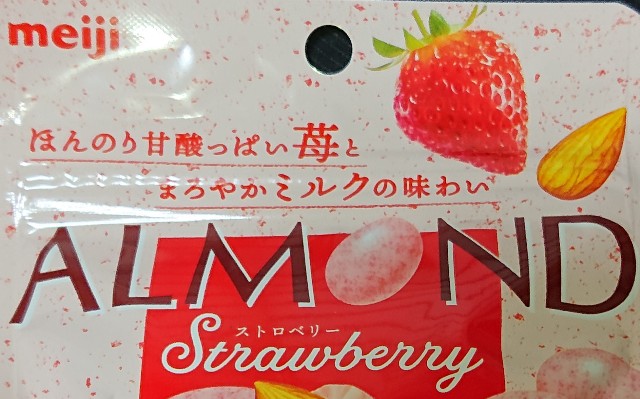 meiji
ほんのり甘酸っぱい苺と
まろやかミルクの味わい
ALMOND
ストロベリー
Strawberry